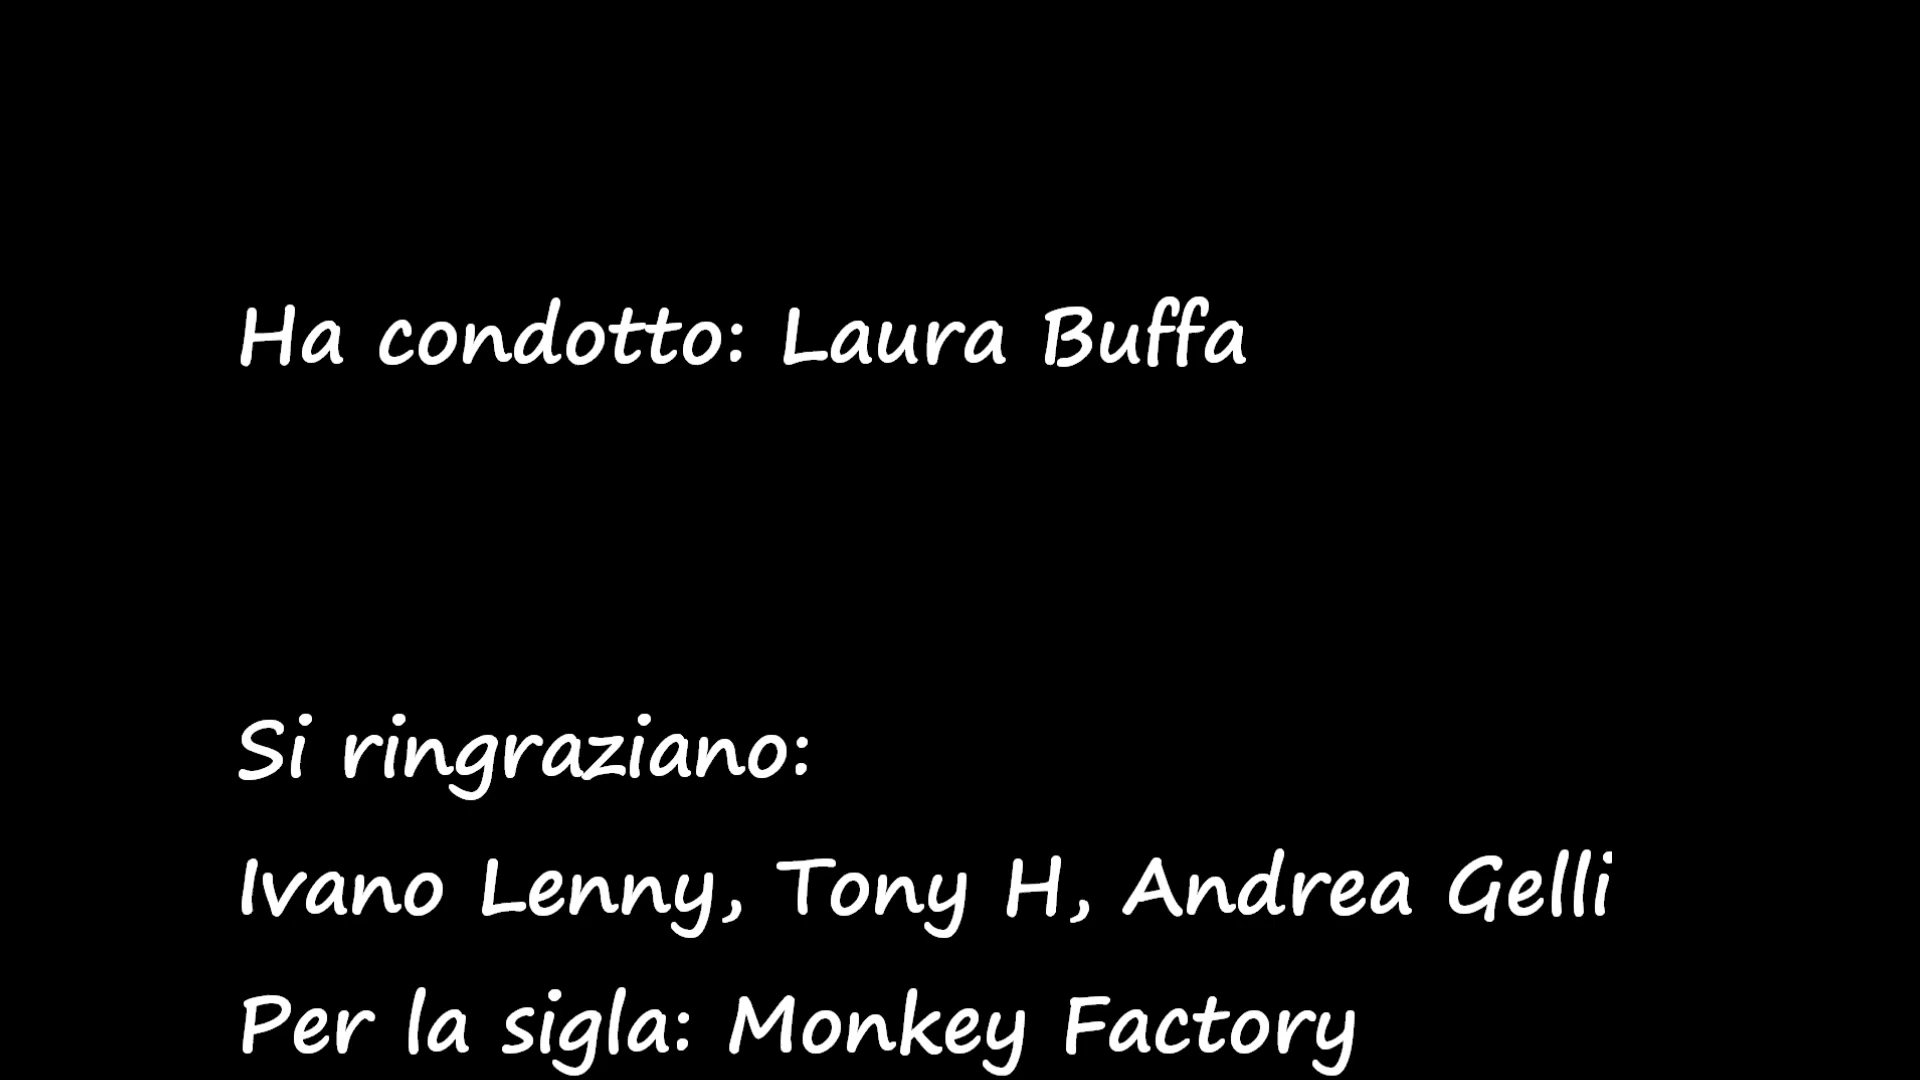 Ha condotto: Laura Buffa
Si ringraziano:
Ivano Lenny, Tony H, Andrea Gelli
Per la sigla: Monkey Factory